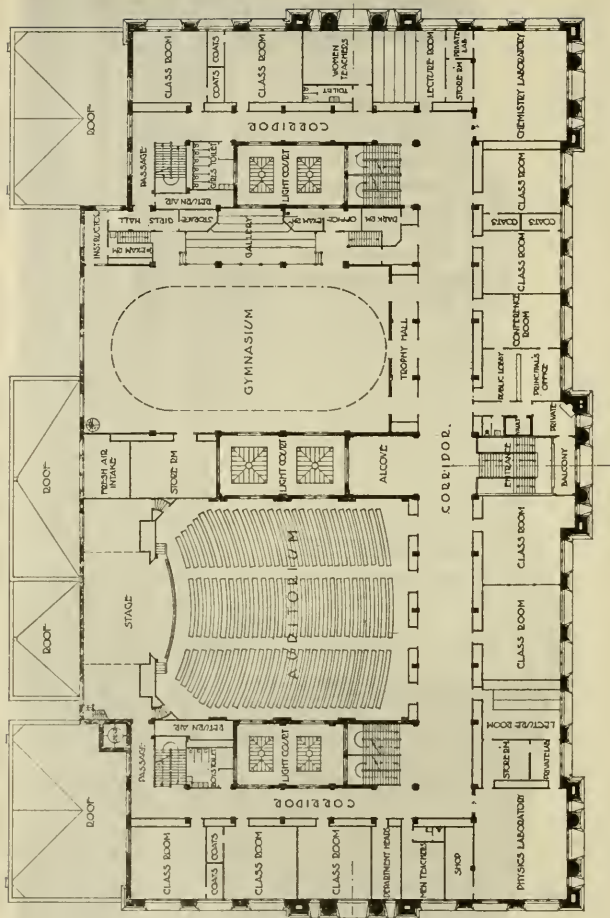 ROOF
CLASS ROOM
COATS
COATS
CLASS ROOM
WOMEN
TEACHERS
TOILET
LECTURE ROOM
PRIVATE
LAB
STORE RM
CHEMISTRY LABORATORY
CORRIDOR
PASSAGE
GIRLS TOILET
RETURN AIR
LIGHT COURT
CLASS ROOM
COATS
COATS
CLASS ROOM
INSTRUCTOR
EXAM RM
GIRLS HALL
STORAGE
GALLERY
EXAM RM
OFFICE
DARK RM
CONFERENCE
ROOM
GYMNASIUM
TROPHY HALL
PUBLIC LOBBY
PRINCIPAL'S
OFFICE
PRIVATE
ROOF
FRESH AIR
INTAKE
STORE RM
LIGHT COURT
ALCOVE
CORRIDOR.
ENTRANCE
BALCONY
ROOF
STAGE
AUDITORIUM
CLASS ROOM
CLASS ROOM
LECTURE ROOM
PASSAGE
RETURN AIR
BOYS TOILET
LIGHT COURT
STORE RM
PRIVATE LAB
ROOF
CORRIDOR
CLASS ROOM
COATS
COATS
CLASS ROOM
CLASS ROOM
DEPARTMENT HEADS
MEN TEACHERS
SHOP
PHYSICS LABORATORY